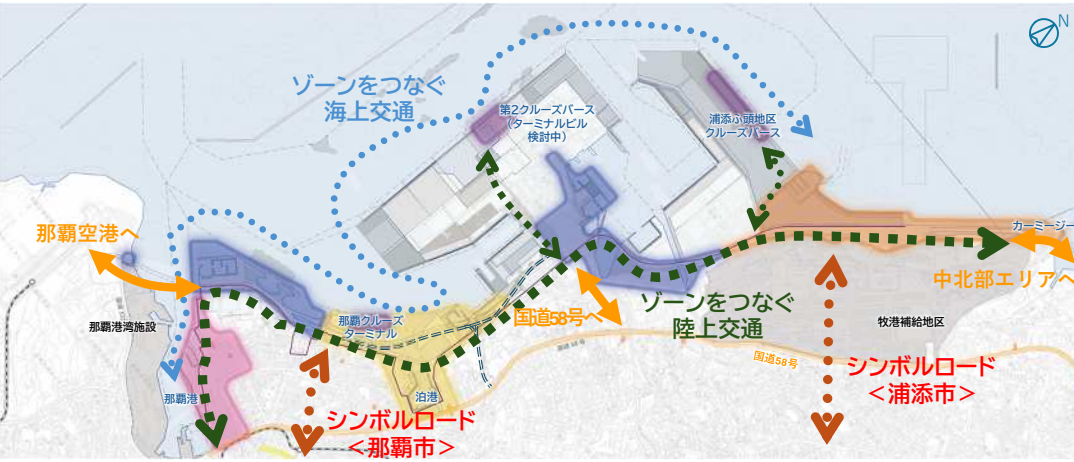 N
ゾーンをつなぐ
海上交通
第2クルーズバース
（ターミナルビル
検討中）
浦添ふ頭地区
クルーズバース
カーミージー
那覇空港へ
中北部エリアへ
那覇港湾施設
那覇クルーズ
ターミナル
国道58号へ
ゾーンをつなぐ
陸上交通
牧港補給地区
国道58号
国道58号
那覇港
泊港
シンボルロード
＜浦添市＞
シンボルロード
＜那覇市＞